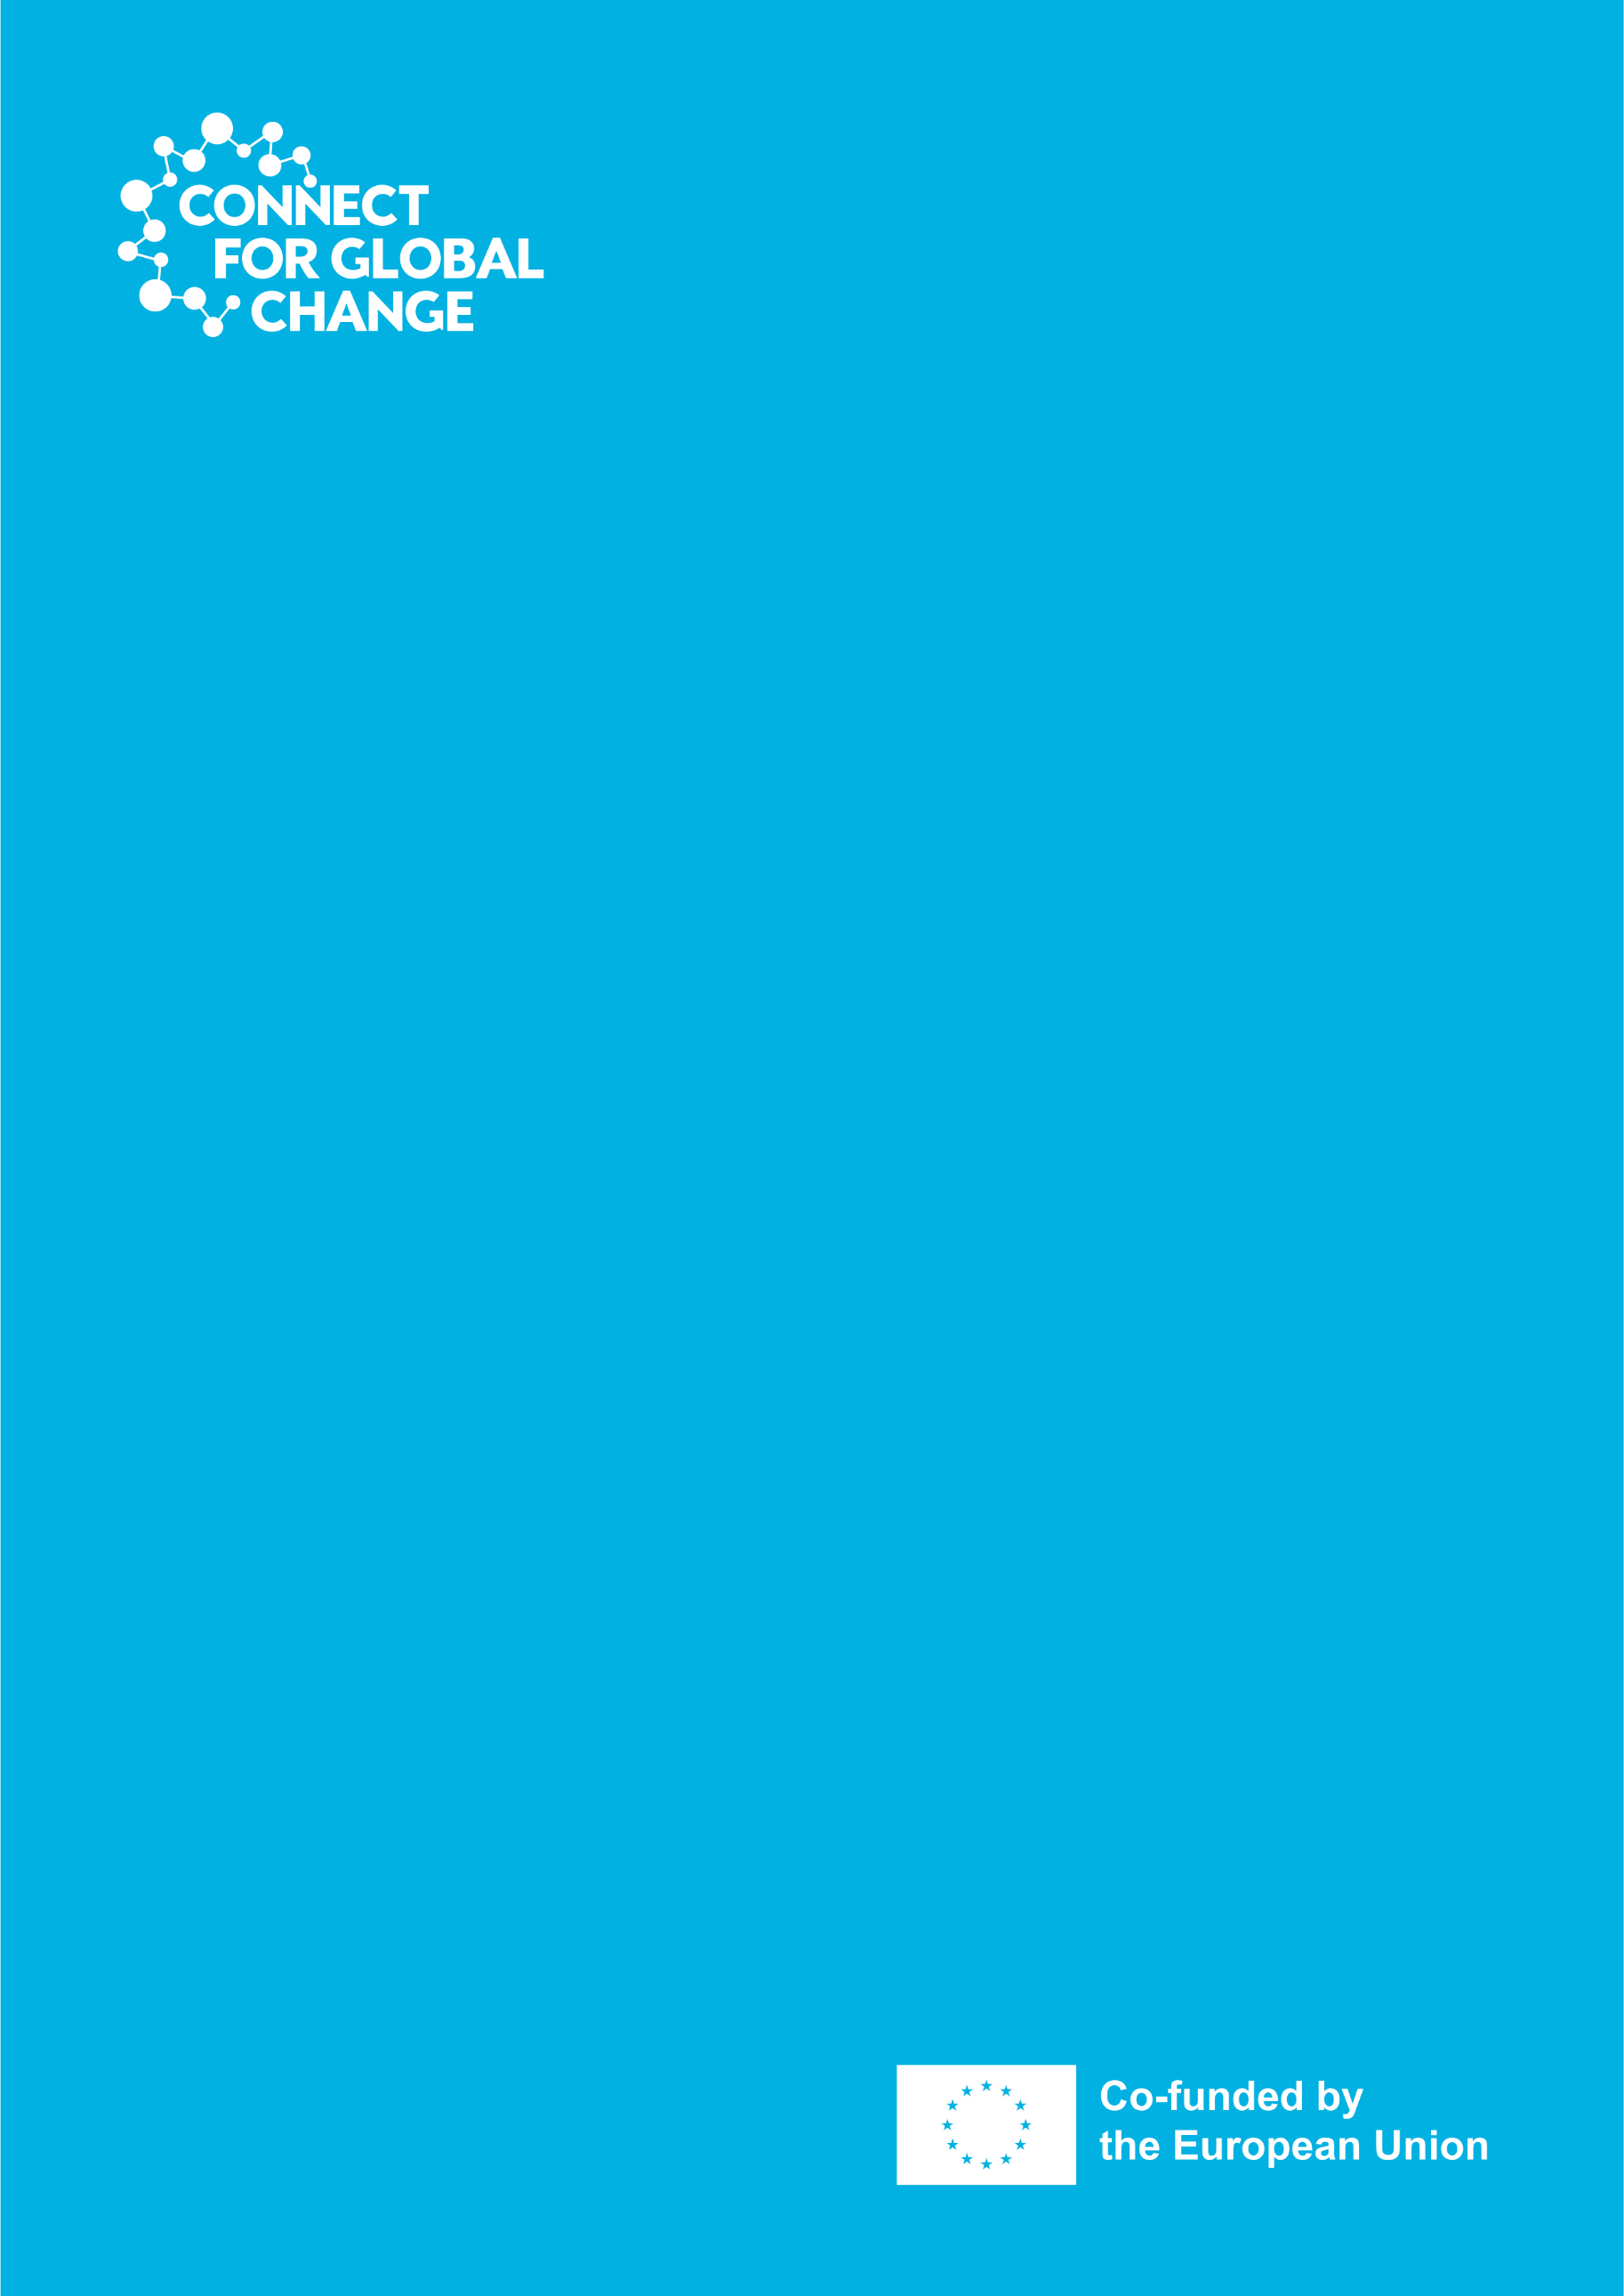 CONNECT
FOR GLOBAL
CHANGE
Co-funded by
the European Union